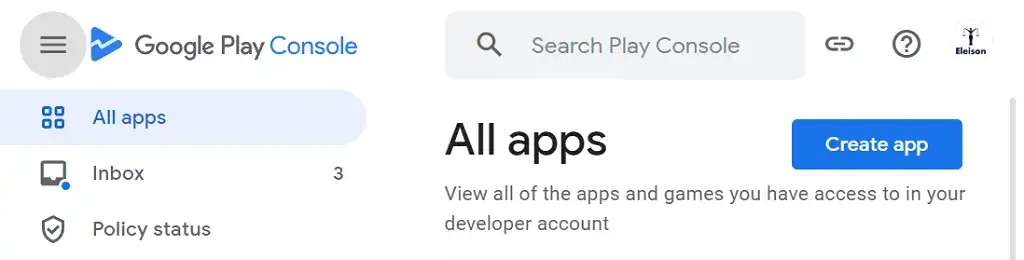 Google Play Console
Search Play Console
Eleison
All apps
Inbox 3
Policy status
All apps
Create app
View all of the apps and games you have access to in your
developer account